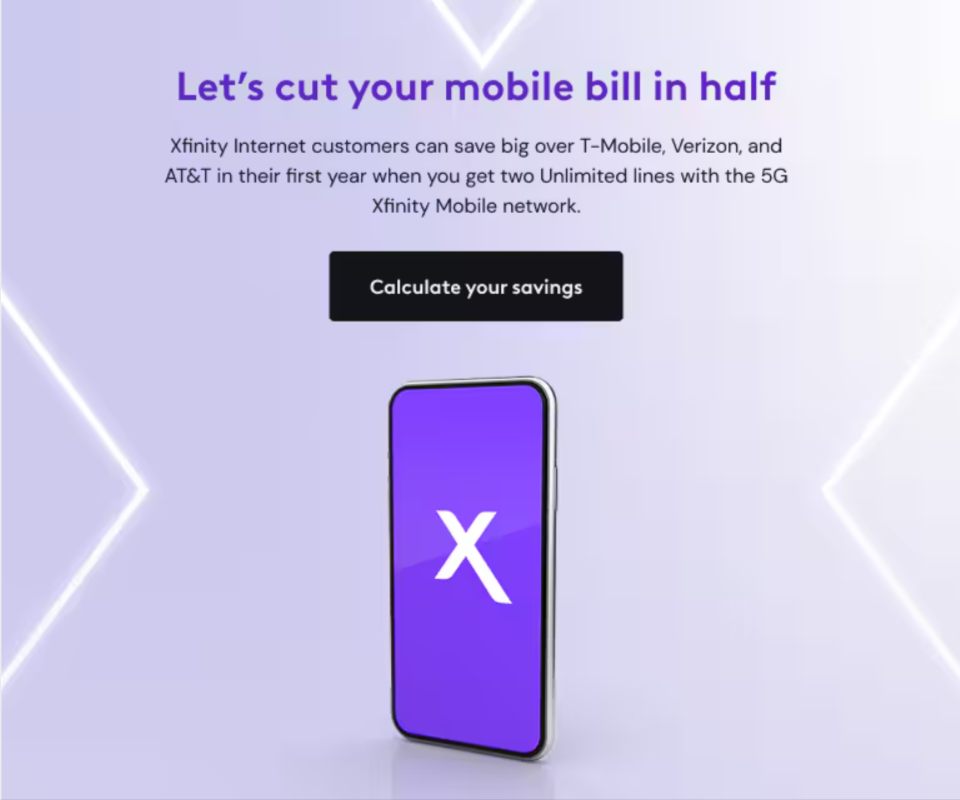 Let's cut your mobile bill in half
Xfinity Internet customers can save big over T-Mobile, Verizon, and
AT&T in their first year when you get two Unlimited lines with the 5G
Xfinity Mobile network.
Calculate your savings
X